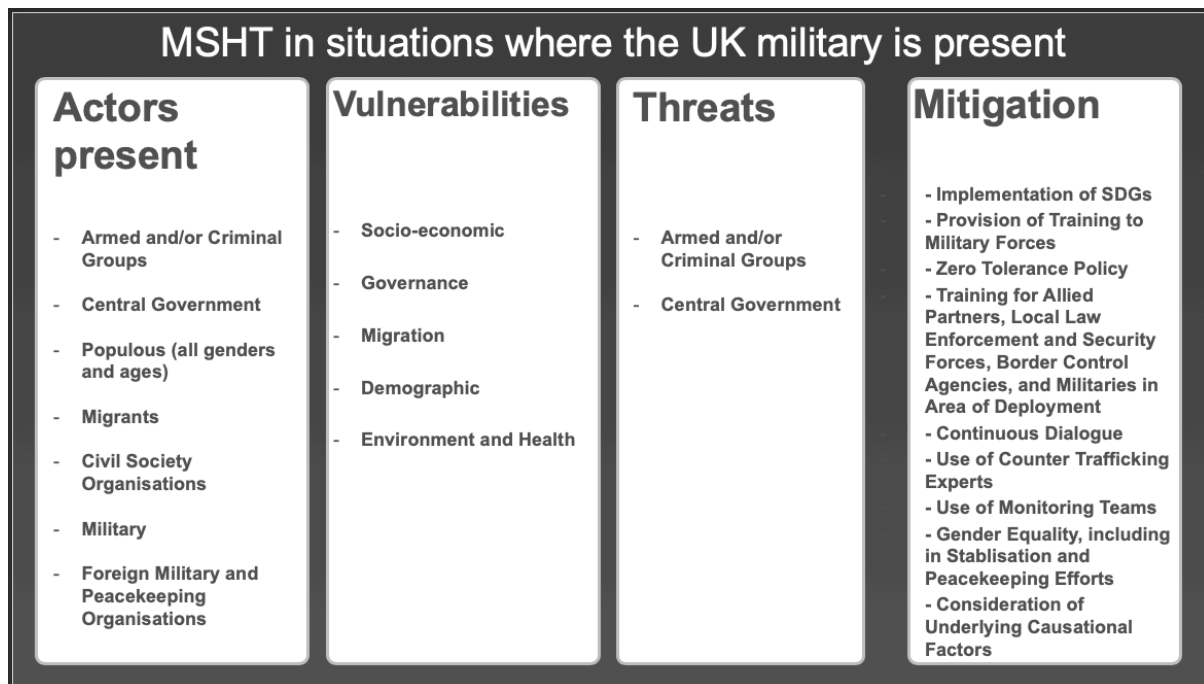 MSHT in situations where the UK military is present
Actors
present
- Armed and/or Criminal
Groups
- Central Government
- Populous (all genders
and ages)
- Migrants
- Civil Society
Organisations
- Military
- Foreign Military and
Peacekeeping
Organisations
Vulnerabilities
- Socio-economic
- Governance
- Migration
- Demographic
- Environment and Health
Threats
- Armed and/or
Criminal Groups
- Central Government
Mitigation
- Implementation of SDGs
- Provision of Training to
Military Forces
- Zero Tolerance Policy
- Training for Allied
Partners, Local Law
Enforcement and Security
Forces, Border Control
Agencies, and Militaries in
Area of Deployment
- Continuous Dialogue
- Use of Counter Trafficking
Experts
- Use of Monitoring Teams
- Gender Equality, including
in Stablisation and
Peacekeeping Efforts
- Consideration of
Underlying Causational
Factors